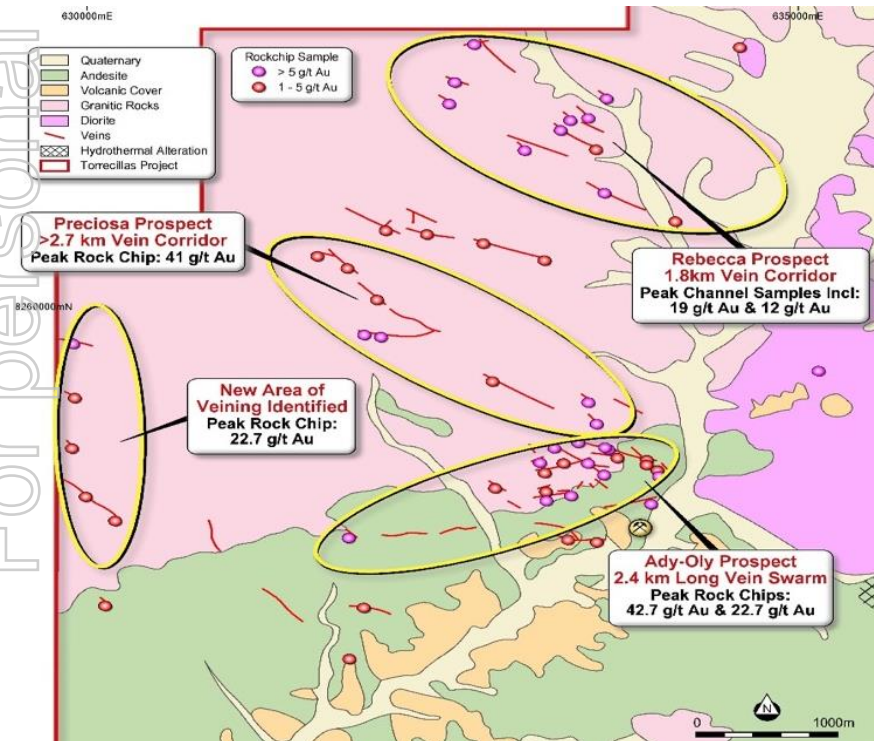 630000mE
635000mE
Quaternary
Andesite
Volcanic Cover
Granitic Rocks
Diorite
Veins
Hydrothermal Alteration
Torrecillas Project
Rockchip Sample
> 5 g/t Au
1 - 5 g/t Au
Preciosa Prospect
>2.7 km Vein Corridor
Peak Rock Chip: 41 g/t Au
Rebecca Prospect
1.8km Vein Corridor
Peak Channel Samples Incl:
19 g/t Au & 12 g/t Au
8260000mN
New Area of
Veining Identified
Peak Rock Chip:
22.7 g/t Au
Ady-Oly Prospect
2.4 km Long Vein Swarm
Peak Rock Chips:
42.7 g/t Au & 22.7 g/t Au
N
0 1000m
For personal